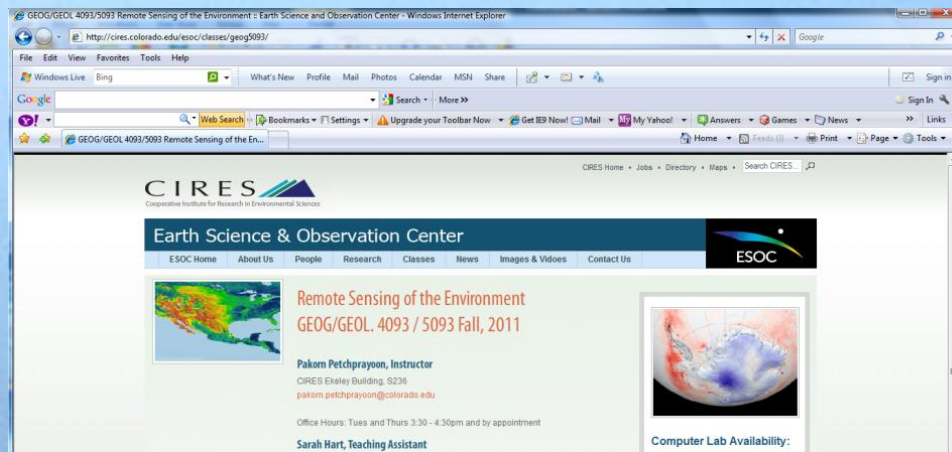 GEOG/GEOL 4093/5093 Remote Sensing of the Environment :: Earth Science and Observation Center - Windows Internet Explorer
http://cires.colorado.edu/esoc/classes/geog5093/
Google
File Edit View Favorites Tools Help
Windows Live Bing What's New Profile Mail Photos Calendar MSN Share Sign in
Google Search More >> Sign In
Web Search Bookmarks Settings Upgrade your Toolbar Now Get IE9 Now! Mail My Yahoo! Answers Games News >> Links
GEOG/GEOL 4093/5093 Remote Sensing of the En... Home Feeds (J) Print Page Tools
CIRES Home • Jobs • Directory • Maps • Search CIRES...
CIRES
Cooperative Institute for Research in Environmental Sciences
Earth Science & Observation Center
ESOC
ESOC Home About Us People Research Classes News Images & Vidoes Contact Us
Remote Sensing of the Environment
GEOG/GEOL. 4093 / 5093 Fall, 2011
Pakorn Petchprayoon, Instructor
CIRES Ekeley Building, S236
pakorn.petchprayoon@colorado.edu
Office Hours: Tues and Thurs 3:30 - 4:30pm and by appointment
Sarah Hart, Teaching Assistant
Computer Lab Availability: